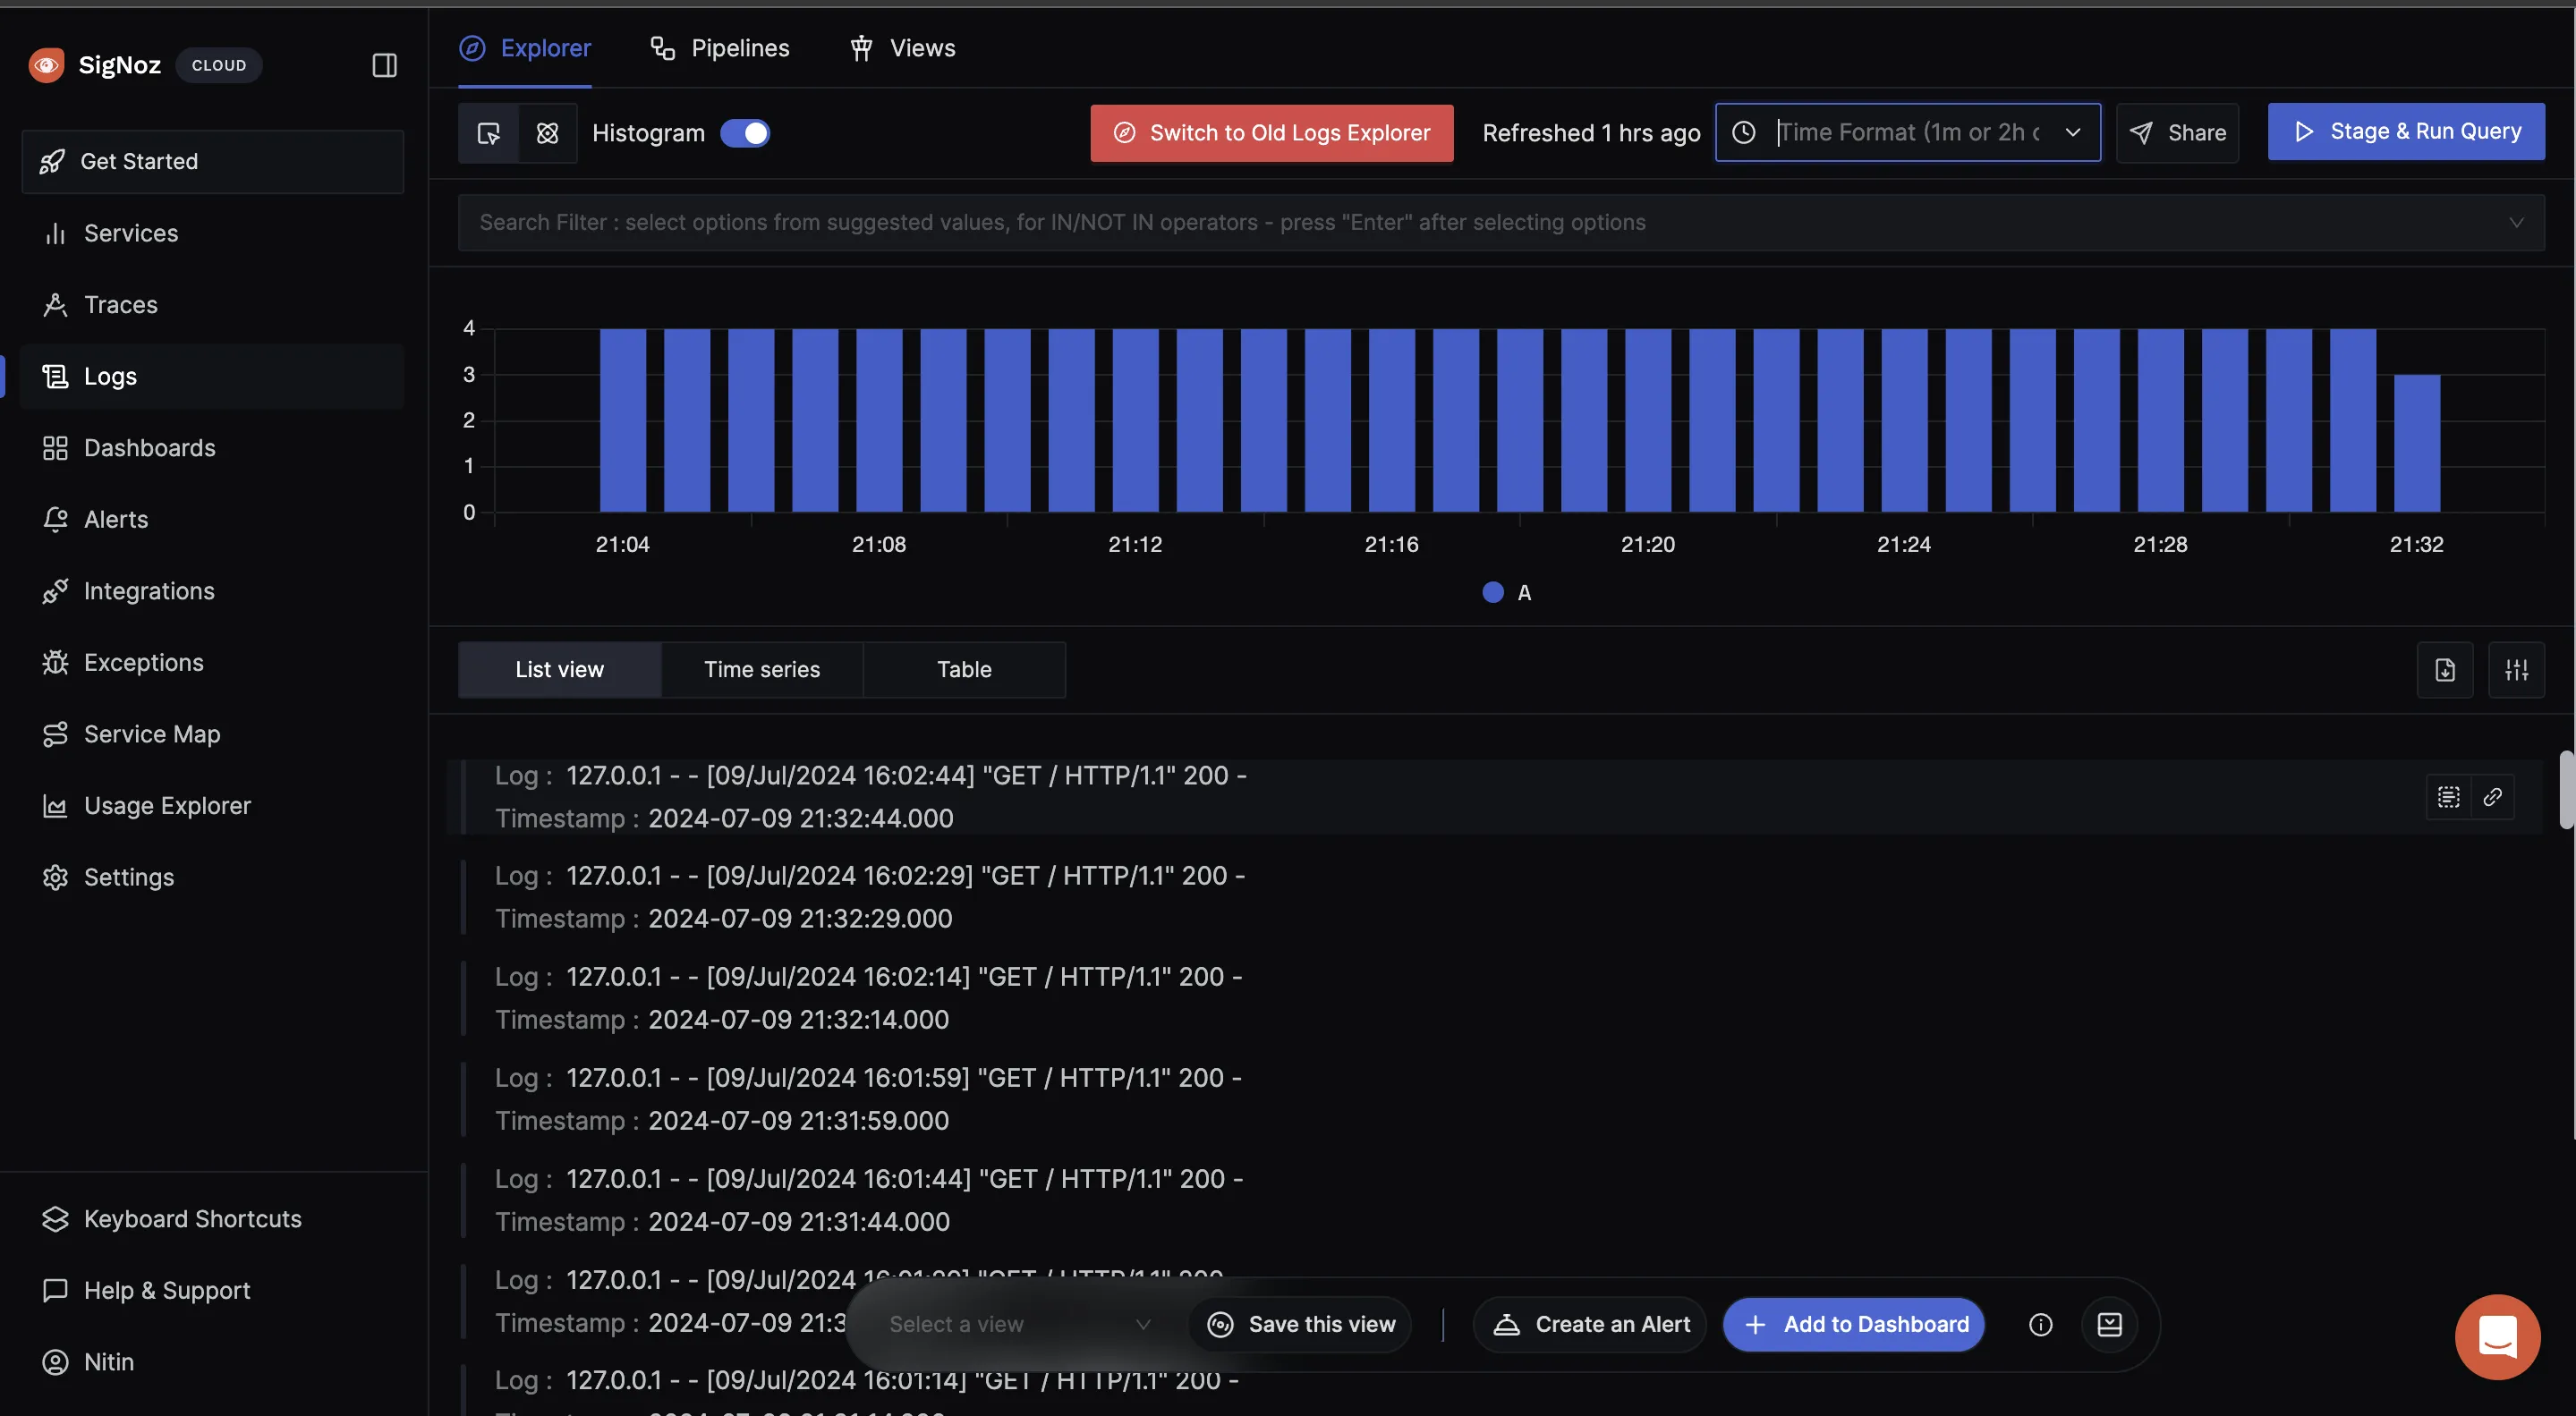 SigNoz CLOUD
Get Started
Services
Traces
Logs
Dashboards
Alerts
Integrations
Exceptions
Service Map
Usage Explorer
Settings
Keyboard Shortcuts
Help & Support
Nitin
Explorer Pipelines Views
Histogram Switch to Old Logs Explorer Refreshed 1 hrs ago Time Format (1m or 2h Share Stage & Run Query
Search Filter : select options from suggested values, for IN/NOT IN operators - press "Enter" after selecting options
4
3
2
1
0
21:04 21:08 21:12 21:16 21:20 21:24 21:28 21:32
A
List view Time series Table
Log : 127.0.0.1 - - [09/Jul/2024 16:02:44] "GET / HTTP/1.1" 200 -
Timestamp : 2024-07-09 21:32:44.000
Log : 127.0.0.1 - - [09/Jul/2024 16:02:29] "GET / HTTP/1.1" 200 -
Timestamp : 2024-07-09 21:32:29.000
Log : 127.0.0.1 - - [09/Jul/2024 16:02:14] "GET / HTTP/1.1" 200 -
Timestamp : 2024-07-09 21:32:14.000
Log : 127.0.0.1 - - [09/Jul/2024 16:01:59] "GET / HTTP/1.1" 200 -
Timestamp : 2024-07-09 21:31:59.000
Log : 127.0.0.1 - - [09/Jul/2024 16:01:44] "GET / HTTP/1.1" 200 -
Timestamp : 2024-07-09 21:31:44.000
Log : 127.0.0.1 - - [09/Jul/2024
Timestamp : 2024-07-09 21:3
Select a view Save this view Create an Alert Add to Dashboard
Log : 127.0.0.1 - - [09/Jul/2024 16:01:14] "GET / HTTP/1.1" 200 -